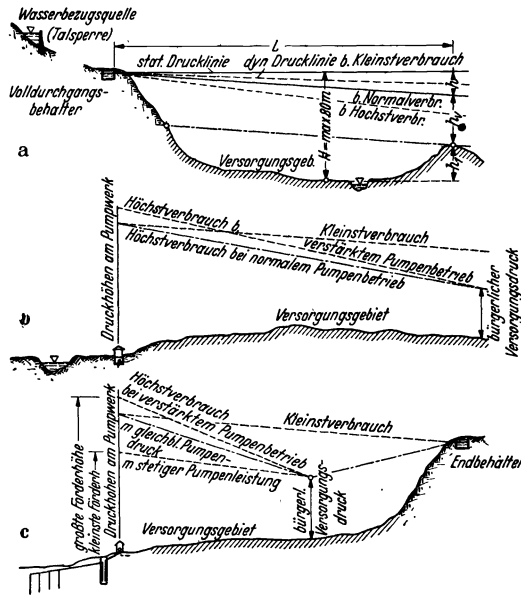 Wasserbezugsquelle
(Talsperre)
L
stat. Drucklinie
dyn Drucklinie b. Kleinstverbrauch
Volldurchgangs-
behälter
b. Normalverbr.
b Höchstverbr.
H = max 80m.
hv
Versorgungsgeb.
a
Druckhöhen am Pumpwerk
Höchstverbrauch b.
verstärktem Pumpenbetrieb
Kleinstverbrauch
Höchstverbrauch bei normalem Pumpenbetrieb
Versorgungsgebiet
bürgerlicher
Versorgungsdruck
b
größte Förderhöhe
kleinste Förderh
Druckhöhen am Pumpwerk
Höchstverbrauch
bei verstärktem Pumpenbetrieb
m gleichbl. Pumpen-
druck
m stetiger Pumpenleistung
Kleinstverbrauch
Endbehälter
bürgerl.
Versorgungs-
druck
Versorgungsgebiet
c